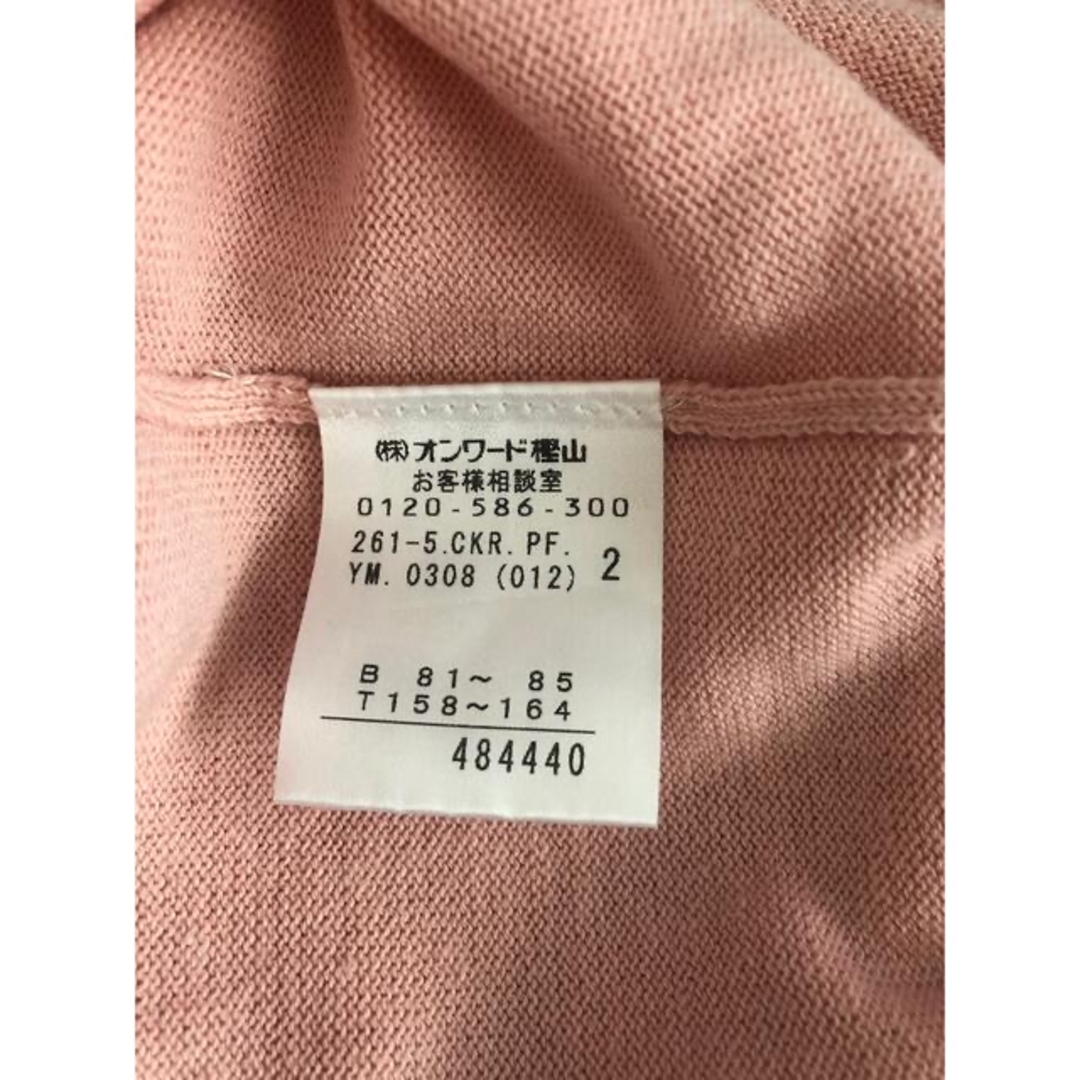 (株)オンワード樫山
お客様相談室
0120-586-300
261-5.CKR.PF.
YM.0308 (012) 2
B 81～ 85
T158～164
484440